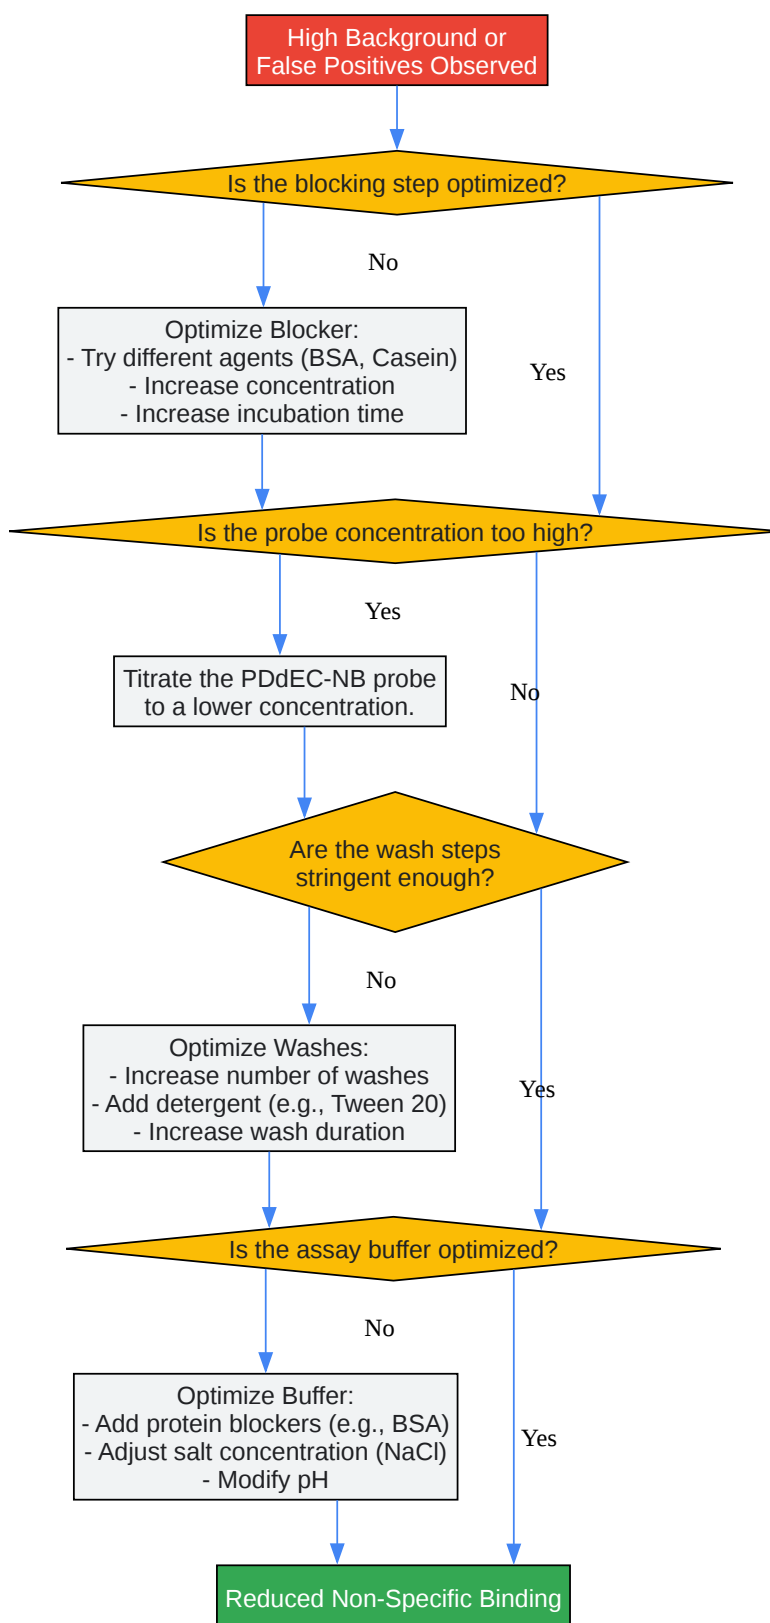 High Background or
False Positives Observed
Is the blocking step optimized?
No
Optimize Blocker:
- Try different agents (BSA, Casein)
- Increase concentration
- Increase incubation time
Yes
Is the probe concentration too high?
Yes
Titrate the PDdEC-NB probe
to a lower concentration.
No
Are the wash steps
stringent enough?
No
Optimize Washes:
- Increase number of washes
- Add detergent (e.g., Tween 20)
- Increase wash duration
Yes
Is the assay buffer optimized?
No
Optimize Buffer:
- Add protein blockers (e.g., BSA)
- Adjust salt concentration (NaCl)
- Modify pH
Yes
Reduced Non-Specific Binding